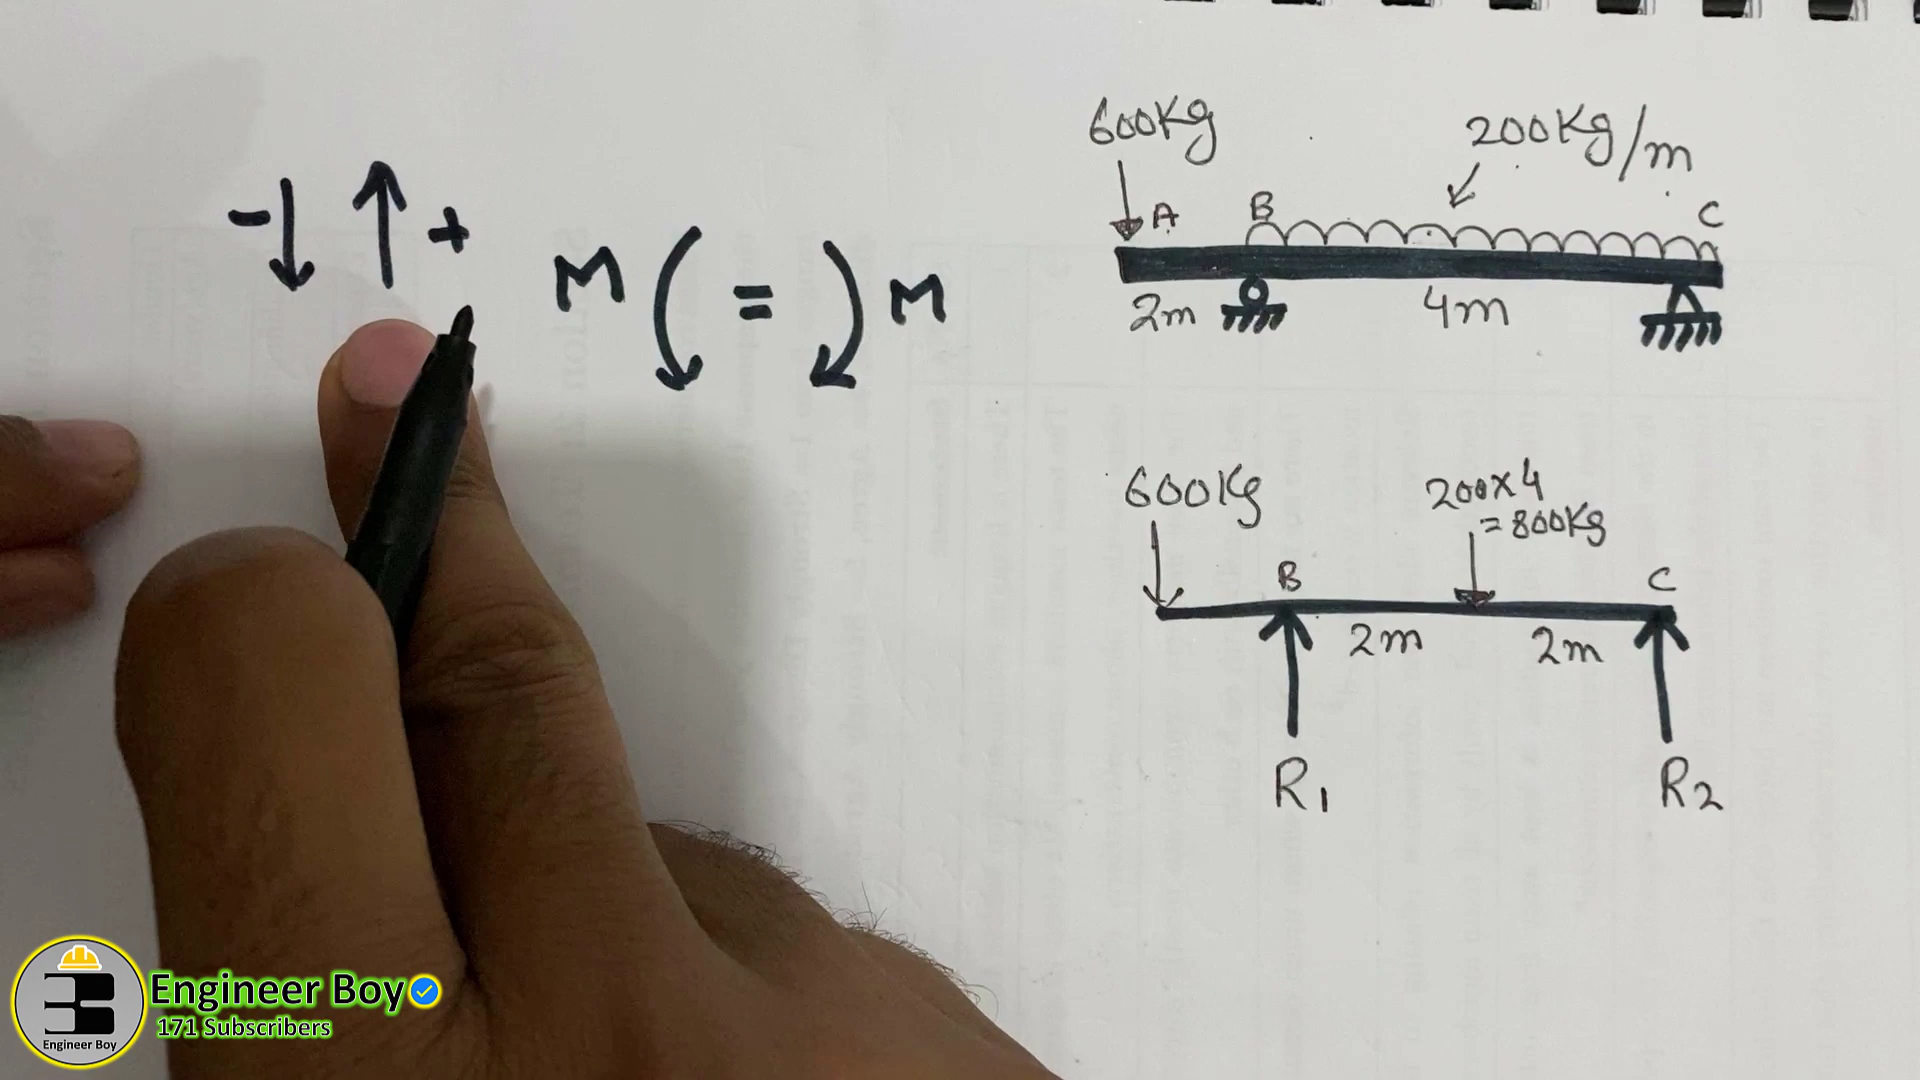 - +
M = M
600Kg
200Kg/m
A
B
C
2m
4m
600Kg
200x4
=800Kg
B
C
2m
2m
R1
R2
Engineer Boy
171 Subscribers
Engineer Boy